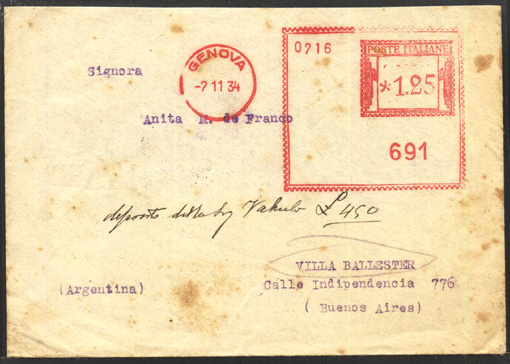 GENOVA
-7 11 34
0716
POSTE ITALIANE
*1.25
691
Signora
Anita M. de Franco
£ 450
VILLA BALLESTER
(Argentina)
Calle Indipendencia 776
( Buenos Aires)